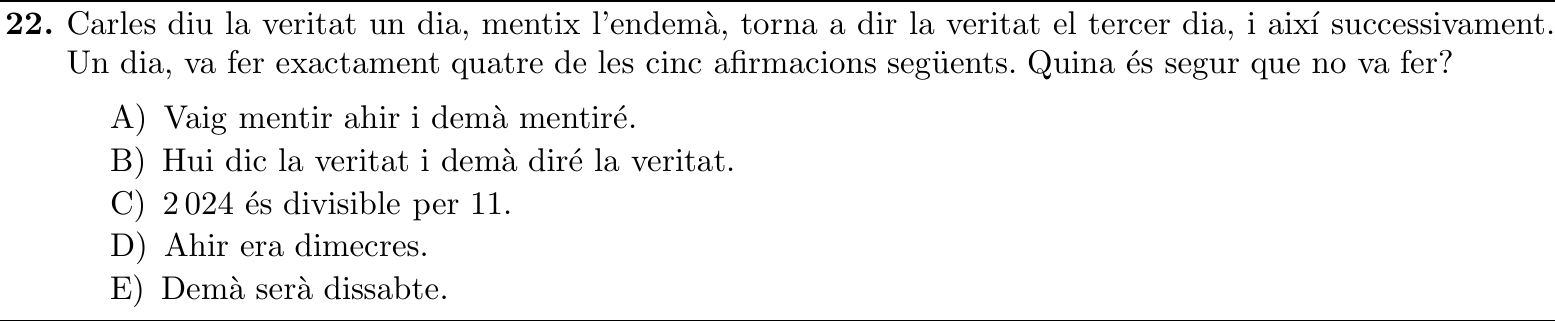 22. Carles diu la veritat un dia, mentix l'endemà, torna a dir la veritat el tercer dia, i així successivament.
Un dia, va fer exactament quatre de les cinc afirmacions següents. Quina és segur que no va fer?
A) Vaig mentir ahir i demà mentiré.
B) Hui dic la veritat i demà diré la veritat.
C) 2 024 és divisible per 11.
D) Ahir era dimecres.
E) Demà serà dissabte.